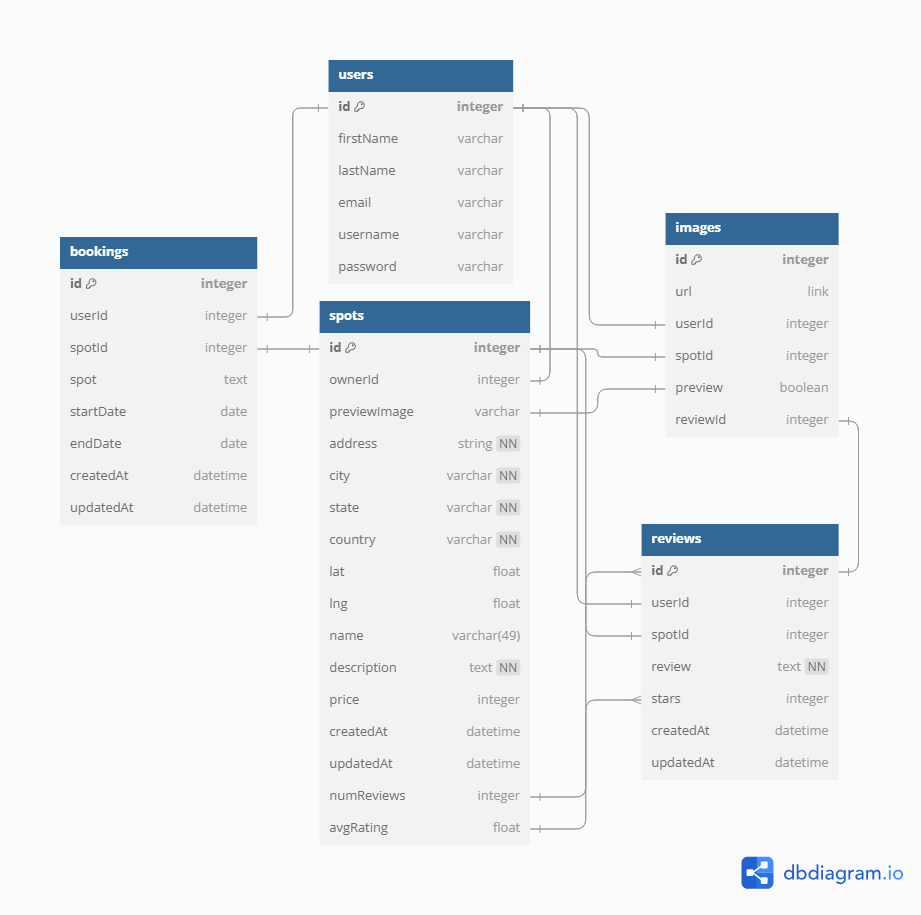 users
id integer
firstName varchar
lastName varchar
email varchar
username varchar
password varchar
bookings
id integer
userId integer
spotId integer
spot text
startDate date
endDate date
createdAt datetime
updatedAt datetime
spots
id integer
ownerId integer
previewImage varchar
address string NN
city varchar NN
state varchar NN
country varchar NN
lat float
lng float
name varchar(49)
description text NN
price integer
createdAt datetime
updatedAt datetime
numReviews integer
avgRating float
images
id integer
url link
userId integer
spotId integer
preview boolean
reviewId integer
reviews
id integer
userId integer
spotId integer
review text NN
stars integer
createdAt datetime
updatedAt datetime
dbdiagram.io